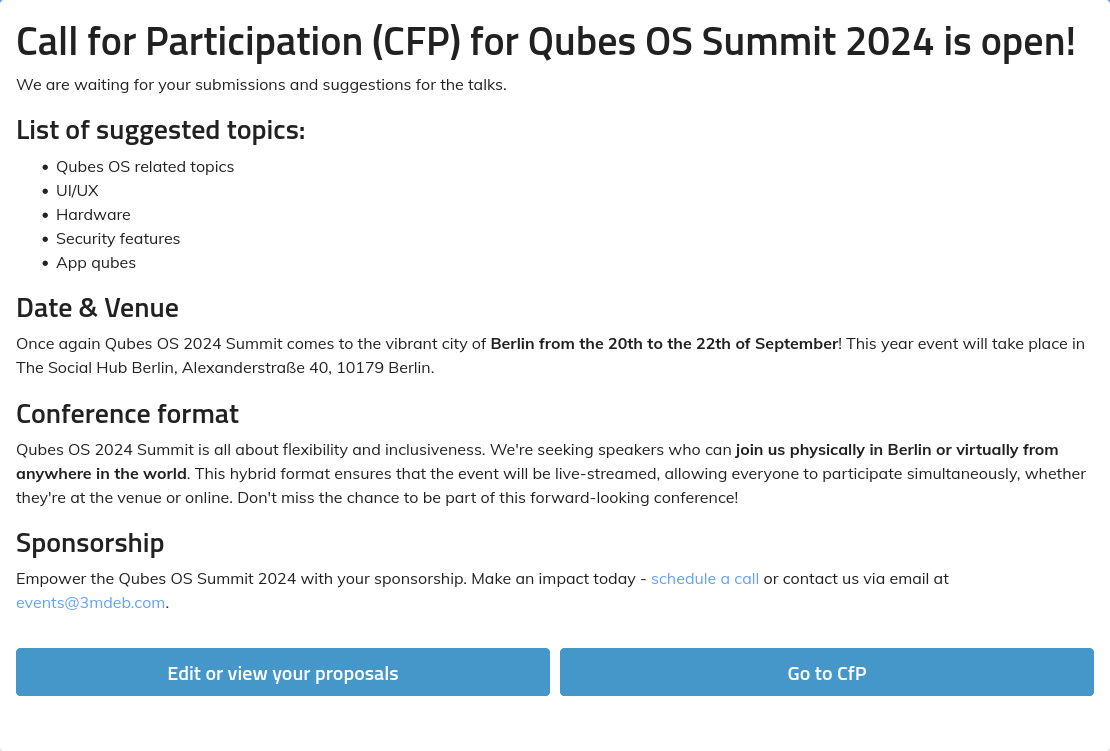 Call for Participation (CFP) for Qubes OS Summit 2024 is open!
We are waiting for your submissions and suggestions for the talks.
List of suggested topics:
• Qubes OS related topics
• UI/UX
• Hardware
• Security features
• App qubes
Date & Venue
Once again Qubes OS 2024 Summit comes to the vibrant city of Berlin from the 20th to the 22th of September! This year event will take place in
The Social Hub Berlin, Alexanderstraße 40, 10179 Berlin.
Conference format
Qubes OS 2024 Summit is all about flexibility and inclusiveness. We're seeking speakers who can join us physically in Berlin or virtually from
anywhere in the world. This hybrid format ensures that the event will be live-streamed, allowing everyone to participate simultaneously, whether
they're at the venue or online. Don't miss the chance to be part of this forward-looking conference!
Sponsorship
Empower the Qubes OS Summit 2024 with your sponsorship. Make an impact today - schedule a call or contact us via email at
events@3mdeb.com.
Edit or view your proposals
Go to CfP